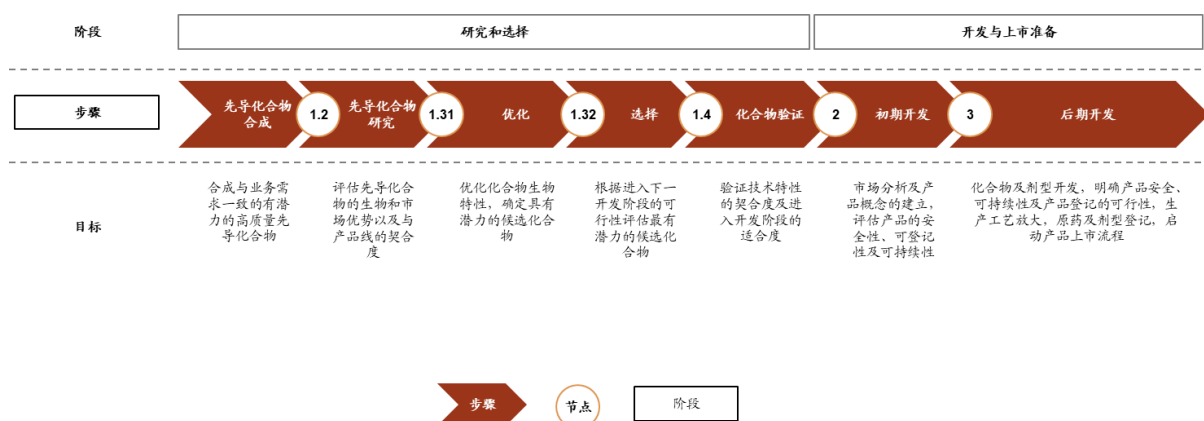 阶段
研究和选择
开发与上市准备
步骤
先导化合物
合成
1.2
先导化合物
研究
1.31
优化
1.32
选择
1.4
化合物验证
2
初期开发
3
后期开发
目标
合成与业务需
求一致的有潜
力的高质量先
导化合物
评估先导化合
物的生物和市
场优势以及与
产品线的契合
度
优化化合物生物
特性，确定具有
潜力的候选化合
物
根据进入下一
开发阶段的可
行性评估最有
潜力的候选化
合物
验证技术特性
的契合度及进
入开发阶段的
适合度
市场分析及产
品概念的建立，
评估产品的安
全性、可登记
性及可持续性
化合物及剂型开发，明确产品安全、
可持续性及产品登记的可行性，生
产工艺放大，原药及剂型登记，启
动产品上市流程
步骤
节点
阶段